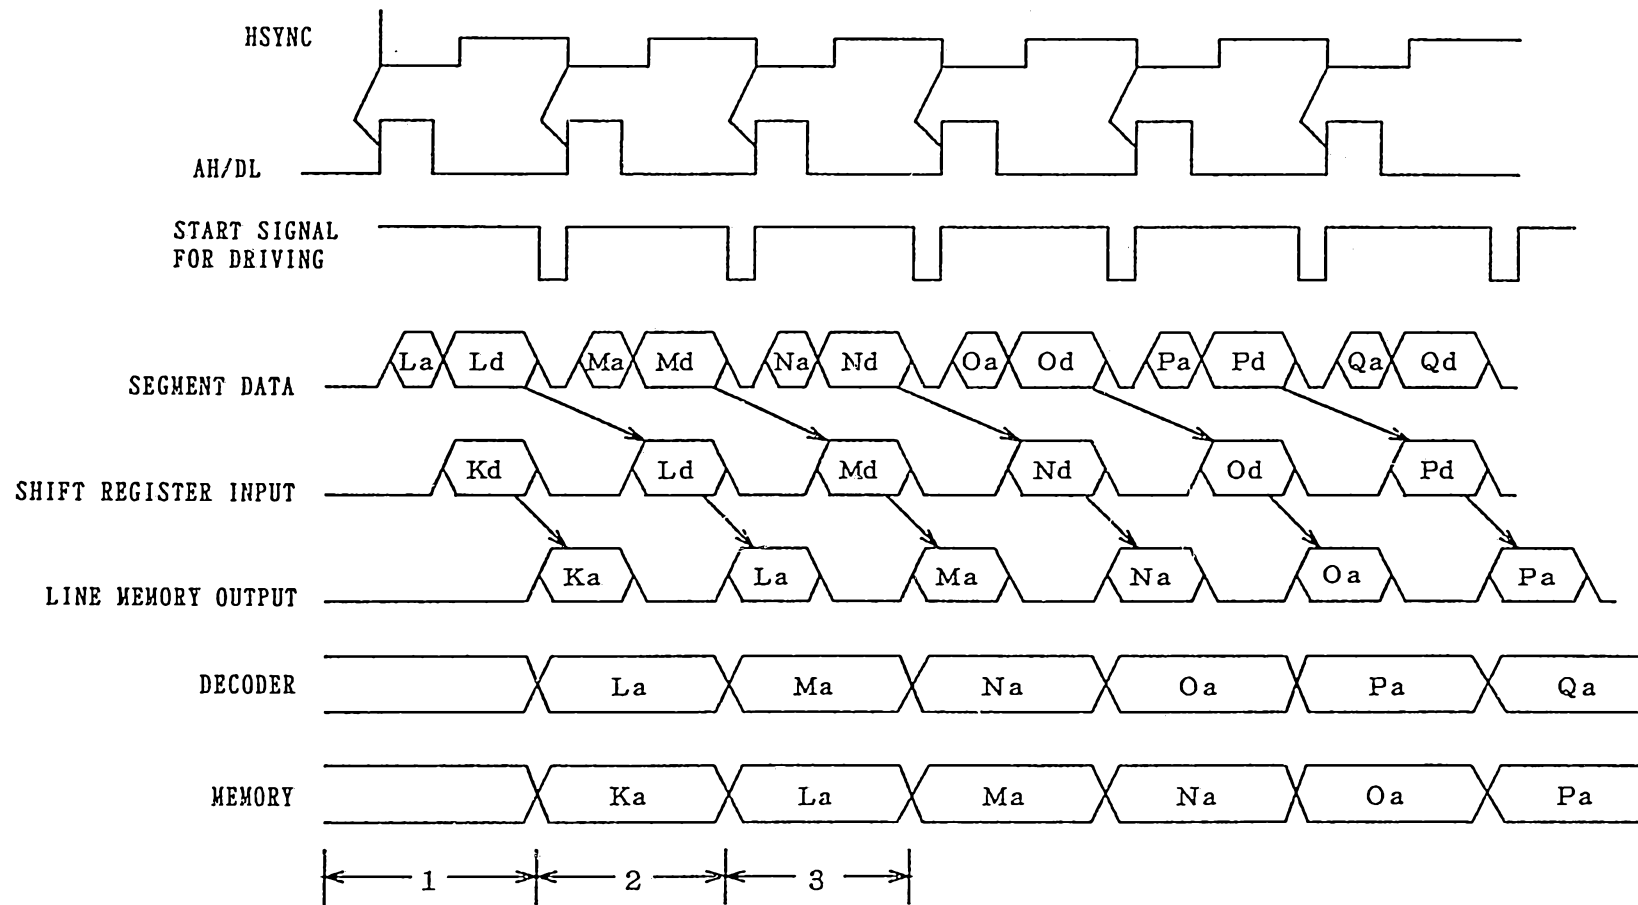 HSYNC
AH/DL
START SIGNAL
FOR DRIVING
La Ld Ma Md Na Nd Oa Od Pa Pd Qa Qd
SEGMENT DATA
Kd Ld Md Nd Od Pd
SHIFT REGISTER INPUT
Ka La Ma Na Oa Pa
LINE MEMORY OUTPUT
DECODER La Ma Na Oa Pa Qa
MEMORY Ka La Ma Na Oa Pa
1 2 3